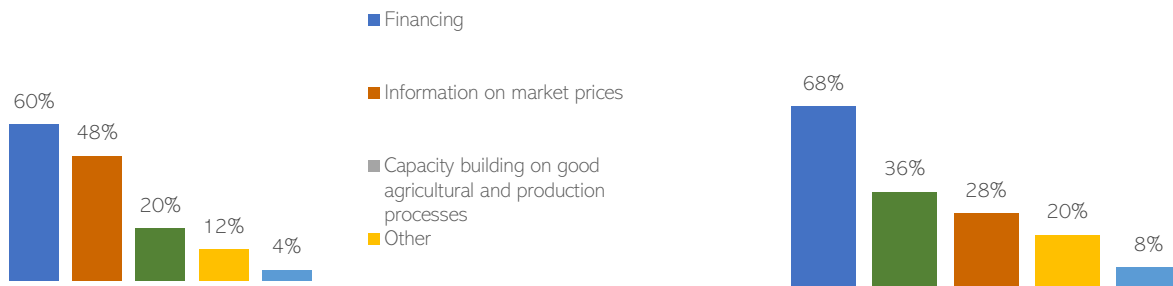 60%
48%
20%
12%
4%
Financing
Information on market prices
Capacity building on good
agricultural and production
processes
Other
68%
36%
28%
20%
8%